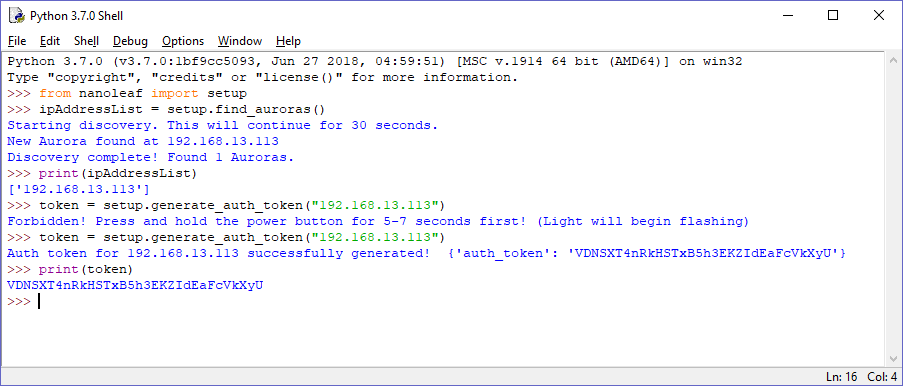 Python 3.7.0 Shell
File Edit Shell Debug Options Window Help
Python 3.7.0 (v3.7.0:1bf9cc5093, Jun 27 2018, 04:59:51) [MSC v.1914 64 bit (AMD64)] on win32
Type "copyright", "credits" or "license()" for more information.
>>> from nanoleaf import setup
>>> ipAddressList = setup.find_auroras()
Starting discovery. This will continue for 30 seconds.
New Aurora found at 192.168.13.113
Discovery complete! Found 1 Auroras.
>>> print(ipAddressList)
['192.168.13.113']
>>> token = setup.generate_auth_token("192.168.13.113")
Forbidden! Press and hold the power button for 5-7 seconds first! (Light will begin flashing)
>>> token = setup.generate_auth_token("192.168.13.113")
Auth token for 192.168.13.113 successfully generated!  {'auth_token': 'VDNSXT4nRkHSTxB5h3EKZIdEaFcVkXyU'}
>>> print(token)
VDNSXT4nRkHSTxB5h3EKZIdEaFcVkXyU
>>>
Ln: 16 Col: 4